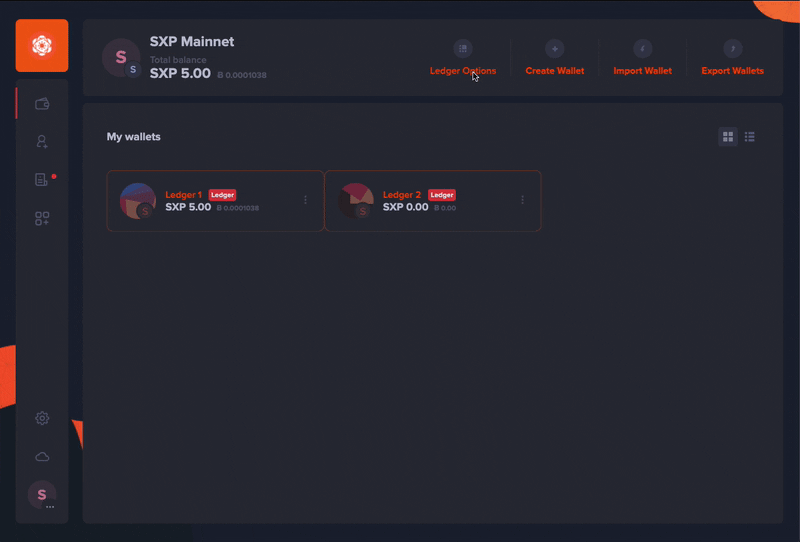 SXP Mainnet
Total balance
SXP 5.00 Ƀ 0.0001038
S
S
Ledger Options
Create Wallet
Import Wallet
Export Wallets
My wallets
Ledger 1 Ledger
SXP 5.00 Ƀ 0.0001038
S
Ledger 2 Ledger
SXP 0.00 Ƀ 0.00
S
S